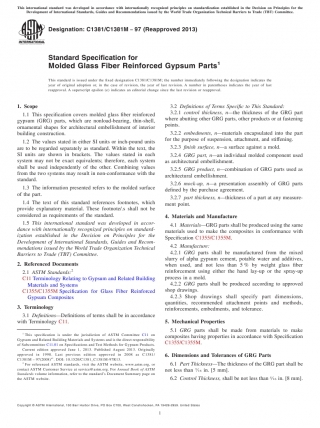 This international standard was developed in accordance with internationally recognized principles on standardization established in the Decision on Principles for the
Development of International Standards, Guides and Recommendations issued by the World Trade Organization Technical Barriers to Trade (TBT) Committee.
Designation: C1381/C1381M − 97 (Reapproved 2013)
Standard Specification for
Molded Glass Fiber Reinforced Gypsum Parts1
This standard is issued under the fixed designation C1381/C1381M; the number immediately following the designation indicates the
year of original adoption or, in the case of revision, the year of last revision. A number in parentheses indicates the year of last
reapproval. A superscript epsilon (ε) indicates an editorial change since the last revision or reapproval.
1. Scope
1.1 This specification covers molded glass fiber reinforced
gypsum (GRG) parts, which are nonload-bearing, thin-shell,
ornamental shapes for architectural embellishment of interior
building construction.
1.2 The values stated in either SI units or inch-pound units
are to be regarded separately as standard. Within the text, the
SI units are shown in brackets. The values stated in each
system may not be exact equivalents; therefore, each system
shall be used independently of the other. Combining values
from the two systems may result in non-conformance with the
standard.
1.3 The information presented refers to the molded surface
of the part.
1.4 The text of this standard references footnotes, which
provide explanatory material. These footnotes shall not be
considered as requirements of the standard.
1.5 This international standard was developed in accor-
dance with internationally recognized principles on standard-
ization established in the Decision on Principles for the
Development of International Standards, Guides and Recom-
mendations issued by the World Trade Organization Technical
Barriers to Trade (TBT) Committee.
2. Referenced Documents
2.1 ASTM Standards:2
C11 Terminology Relating to Gypsum and Related Building
Materials and Systems
C1355/C1355M Specification for Glass Fiber Reinforced
Gypsum Composites
3. Terminology
3.1 Definitions—Definitions of terms shall be in accordance
with Terminology C11.
1 This specification is under the jurisdiction of ASTM Committee C11 on
Gypsum and Related Building Materials and Systems and is the direct responsibility
of Subcommittee C11.01 on Specifications and Test Methods for Gypsum Products.
Current edition approved June 1, 2013. Published August 2013. Originally
approved in 1998. Last previous edition approved in 2008 as C1381/
2 For referenced ASTM standards, visit the ASTM website, www.astm.org, or
contact ASTM Customer Service at service@astm.org. For Annual Book of ASTM
Standards volume information, refer to the standard's Document Summary page on
the ASTM website.
3.2 Definitions of Terms Specific to This Standard:
3.2.1 control thickness, n—the thickness of the GRG part
where abutting other GRG parts, other products or at fastening
points.
3.2.2 embedments, n—materials encapsulated into the part
for the purpose of suspension, attachment, and stiffening.
3.2.3 finish surface, n—a surface against a mold.
3.2.4 GRG parts, n—an individual molded component used
as architectural embellishment.
3.2.5 GRG product, n—combination of GRG parts used as
architectural embellishment.
3.2.6 mock-up, n—a presentation assembly of GRG parts
defined by the purchase agreement.
3.2.7 part thickness, n—thickness of a part at any measure-
ment point.
4. Materials and Manufacture
4.1 Materials—GRG parts shall be produced using the same
materials used to make the composites in conformance with
Specification C1355/C1355M.
4.2 Manufacture:
4.2.1 GRG parts shall be manufactured from the mixed
slurry of alpha gypsum cement, potable water and additives,
when used, and not less than 5 % by weight glass fiber
reinforcement using either the hand lay-up or the spray-up
process in a mold.
4.2.2 GRG parts shall be produced according to approved
shop drawings.
4.2.3 Shop drawings shall specify part dimensions,
quantities, recommended attachment points and methods,
reinforcements, embedments, and tolerance.
5. Mechanical Properties
5.1 GRG parts shall be made from materials to make
composites having properties in accordance with Specification
C1355/C1355M.
6. Dimensions and Tolerances of GRG Parts
6.1 Part Thickness—The thickness of the GRG part shall be
not less than 3⁄16 in. [5 mm].
6.2 Control Thickness, shall be not less than 5⁄16 in. [8 mm],
Copyright © ASTM International, 100 Barr Harbor Drive, PO Box C700, West Conshohocken, PA 19428-2959. United States
1